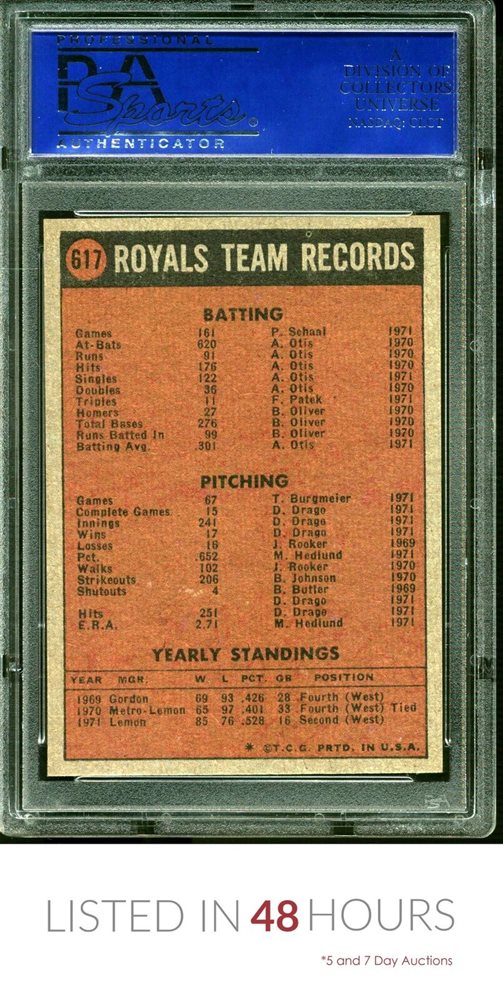 PROFESSIONAL
PSA
Sports
AUTHENTICATOR
A
DIVISION OF
COLLECTORS
UNIVERSE
NASDAQ: CLCT
617 ROYALS TEAM RECORDS
BATTING
Games 161 P. Schaal 1971
At-Bats 620 A. Otis 1970
Runs 91 A. Otis 1970
Hits 176 A. Otis 1970
Singles 122 A. Otis 1971
Doubles 36 A. Otis 1970
Triples 11 F. Patek 1971
Homers 27 B. Oliver 1970
Total Bases 276 B. Oliver 1970
Runs Batted In 99 B. Oliver 1970
Batting Avg. .301 A. Otis 1971
PITCHING
Games 67 T. Burgmeier 1971
Complete Games 15 D. Drago 1971
Innings 241 D. Drago 1971
Wins 17 D. Drago 1971
Losses 16 J. Rooker 1969
Pct. .652 M. Hedlund 1971
Walks 102 J. Rooker 1970
Strikeouts 206 B. Johnson 1970
Shutouts 4 B. Butler 1969
D. Drago 1971
Hits 251 D. Drago 1971
E.R.A. 2.71 M. Hedlund 1971
YEARLY STANDINGS
YEAR MGR. W L PCT. GB POSITION
1969 Gordon 69 93 .426 28 Fourth (West)
1970 Metro-Lemon 65 97 .401 33 Fourth (West) Tied
1971 Lemon 85 76 .528 16 Second (West)
* ©T.C.G. PRTD. IN U.S.A.
PSA
LISTED IN 48 HOURS
*5 and 7 Day Auctions